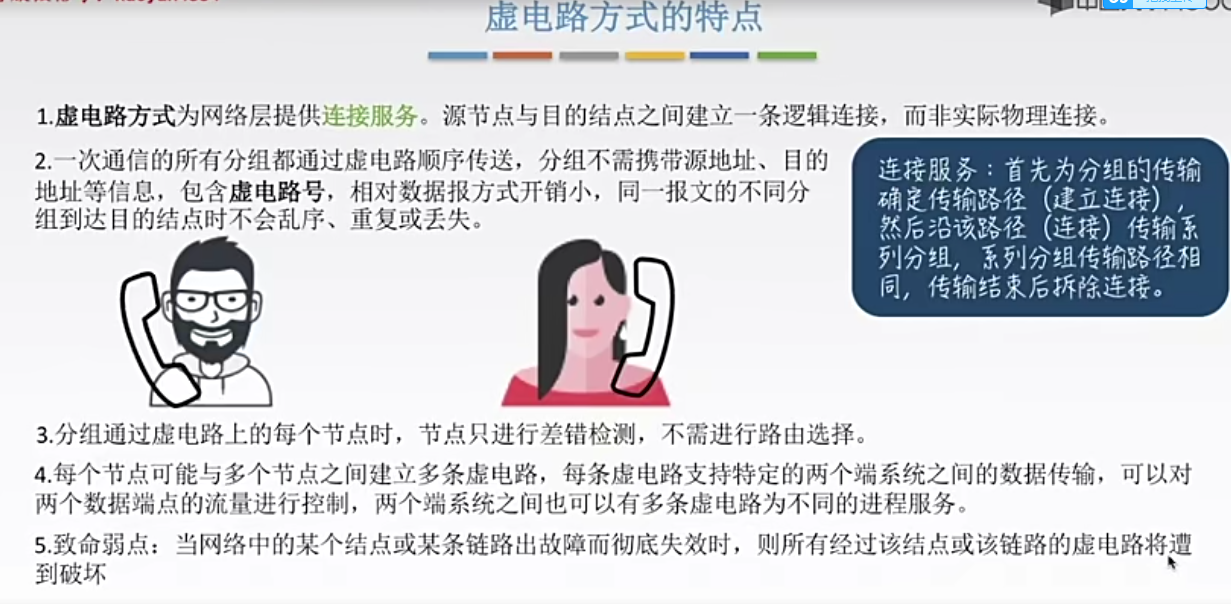 虚电路方式的特点
1.虚电路方式为网络层提供连接服务。源节点与目的结点之间建立一条逻辑连接，而非实际物理连接。
2.一次通信的所有分组都通过虚电路顺序传送，分组不需携带源地址、目的
地址等信息，包含虚电路号，相对数据报方式开销小，同一报文的不同分
组到达目的结点时不会乱序、重复或丢失。
连接服务：首先为分组的传输
确定传输路径（建立连接），
然后沿该路径（连接）传输系
列分组，系列分组传输路径相
同，传输结束后拆除连接。
3.分组通过虚电路上的每个节点时，节点只进行差错检测，不需进行路由选择。
4.每个节点可能与多个节点之间建立多条虚电路，每条虚电路支持特定的两个端系统之间的数据传输，可以对
两个数据端点的流量进行控制，两个端系统之间也可以有多条虚电路为不同的进程服务。
5.致命弱点：当网络中的某个结点或某条链路出故障而彻底失效时，则所有经过该结点或该链路的虚电路将遭
到破坏